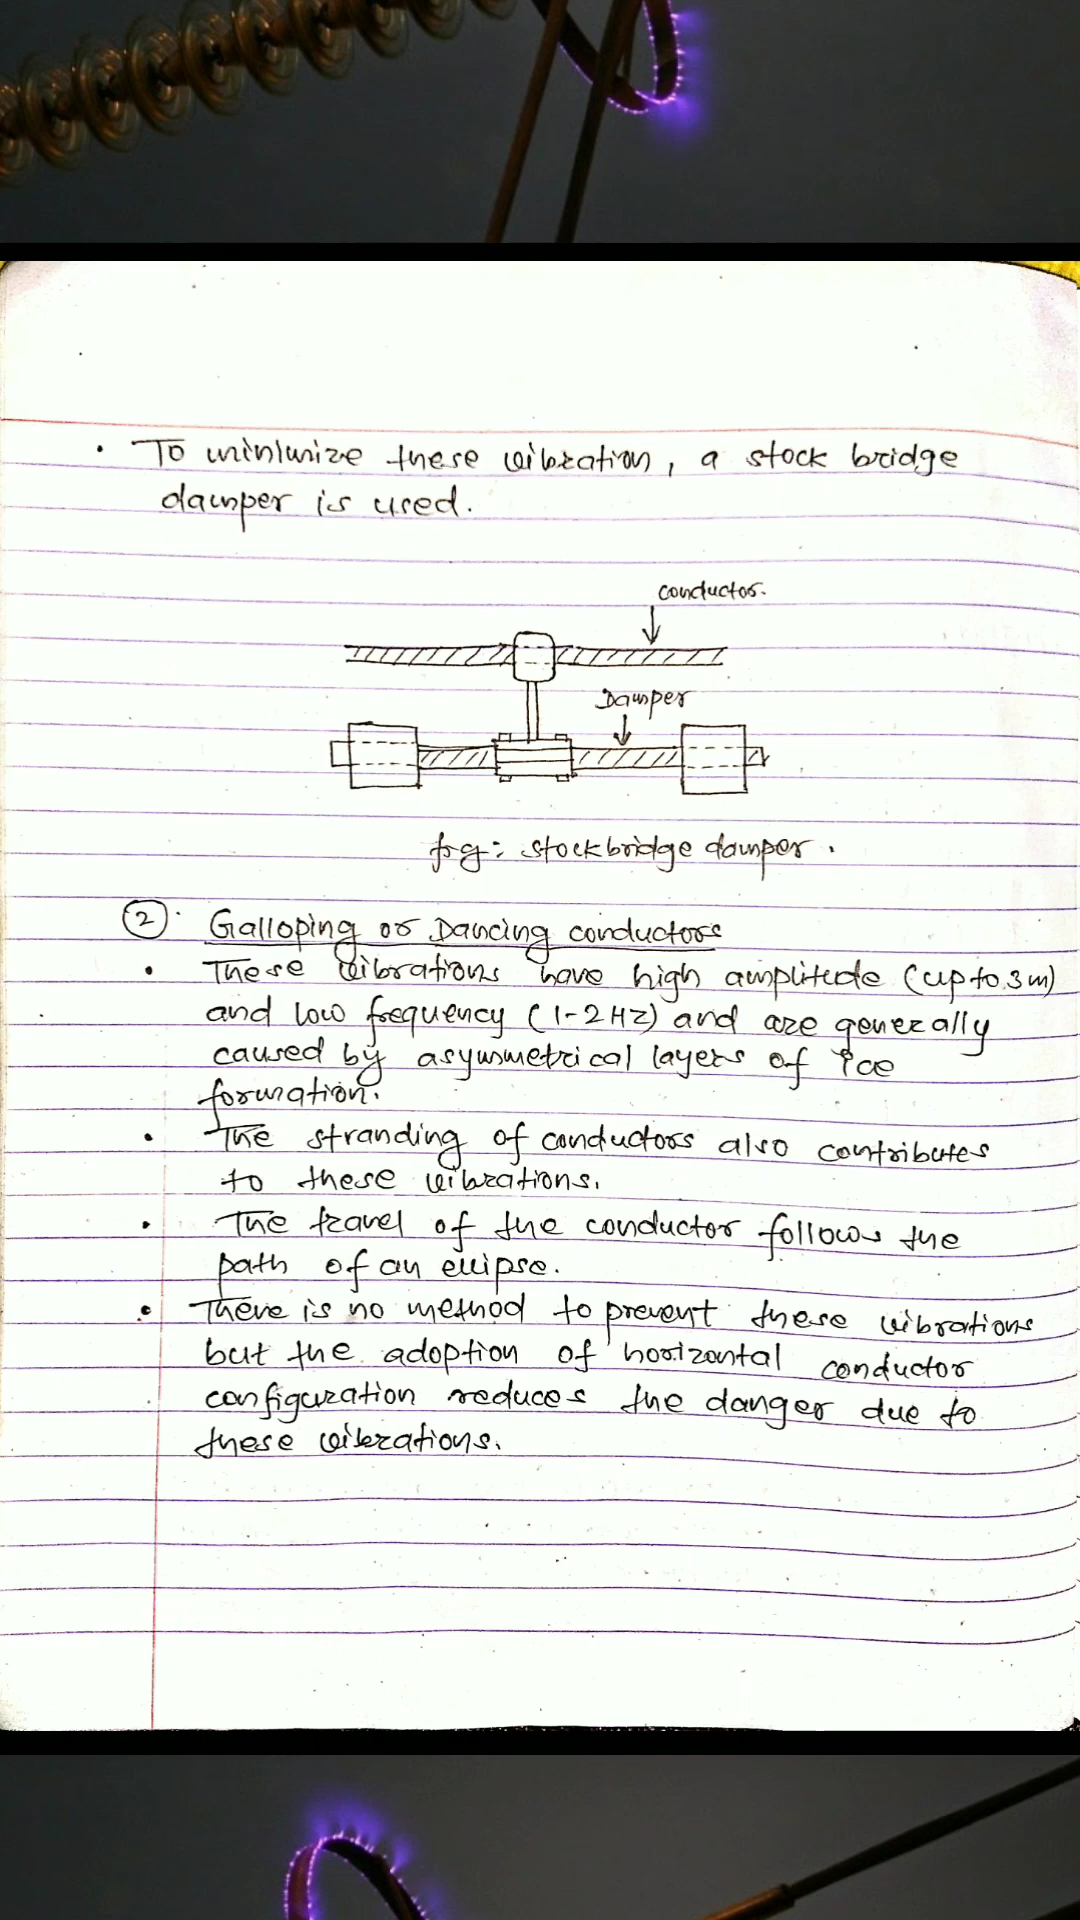 • To minimize these vibration, a stock bridge
damper is used.
conductor.
Damper
fig: stockbridge damper.
② Galloping or Dancing conductors
• These vibrations have high amplitude (up to 3m)
and low frequency (1-2HZ) and are generally
caused by asymmetrical layers of ice
formation.
• The stranding of conductors also contributes
to these vibrations.
• The travel of the conductor follows the
path of an ellipse.
• There is no method to prevent these vibrations
but the adoption of horizontal conductor
configuration reduces the danger due to
these vibrations.